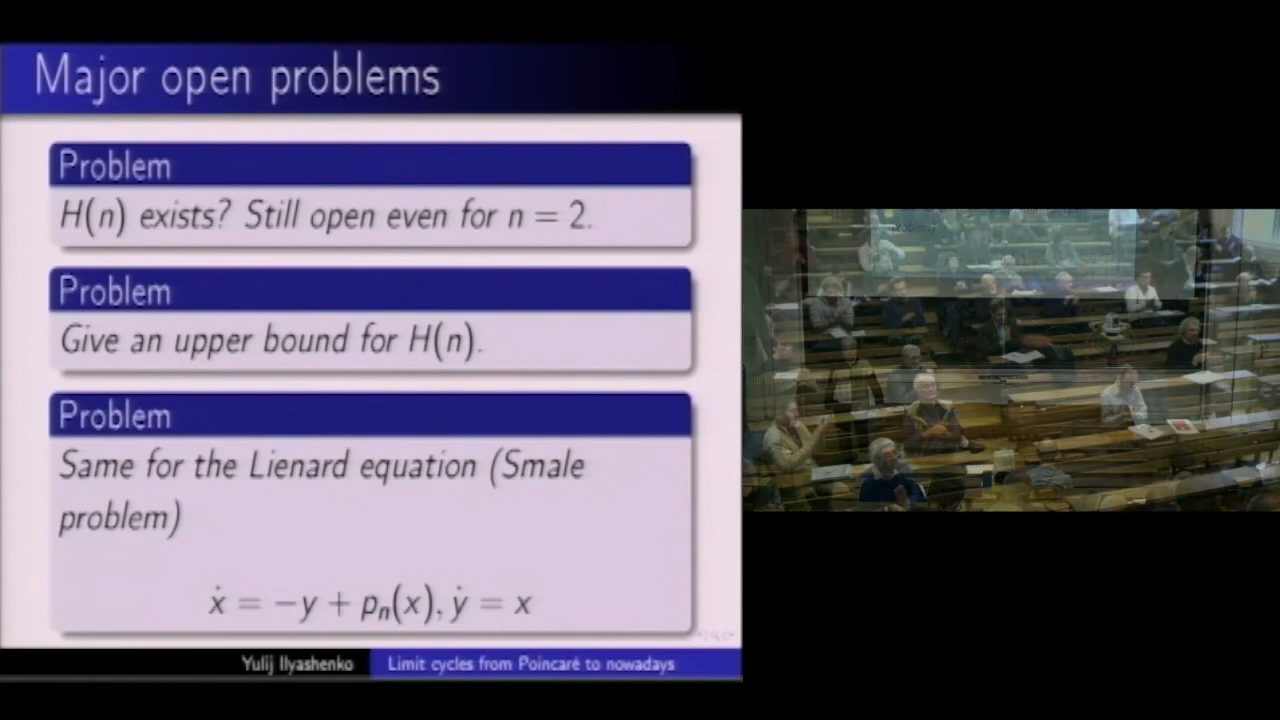 Major open problems
Problem
H(n) exists? Still open even for n = 2.
Problem
Give an upper bound for H(n).
Problem
Same for the Lienard equation (Smale
problem)
ẋ = −y + pₙ(x), ẏ = x
Yulij Ilyashenko
Limit cycles from Poincaré to nowadays
problem)